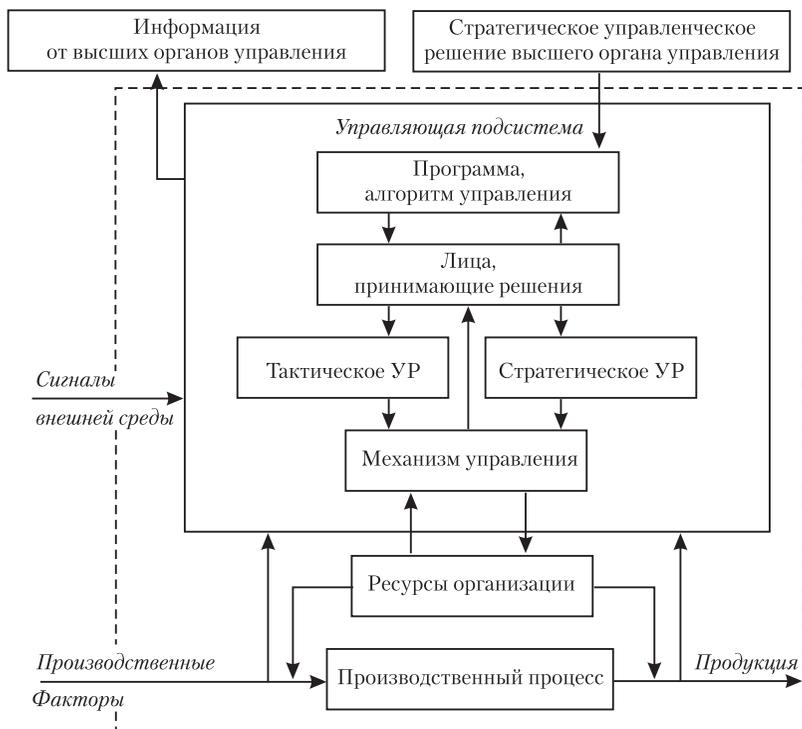 Информация
от высших органов управления
Стратегическое управленческое
решение высшего органа управления
Управляющая подсистема
Программа,
алгоритм управления
Лица,
принимающие решения
Тактическое УР
Стратегическое УР
Сигналы
внешней среды
Механизм управления
Ресурсы организации
Производственные
Факторы
Производственный процесс
Продукция